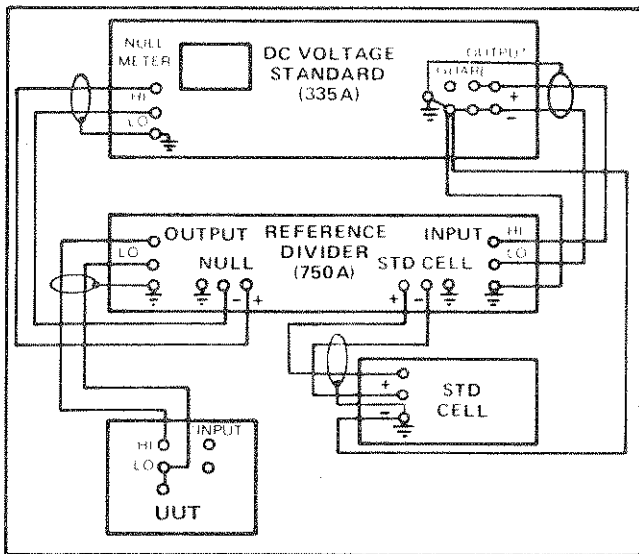 NULL METER
HI
LO
DC VOLTAGE STANDARD (335A)
OUTPUT
+
−
OUTPUT
LO
NULL
− +
REFERENCE DIVIDER (750A)
INPUT
HI
LO
STD CELL
+ −
+
−
STD CELL
INPUT
HI
LO
UUT